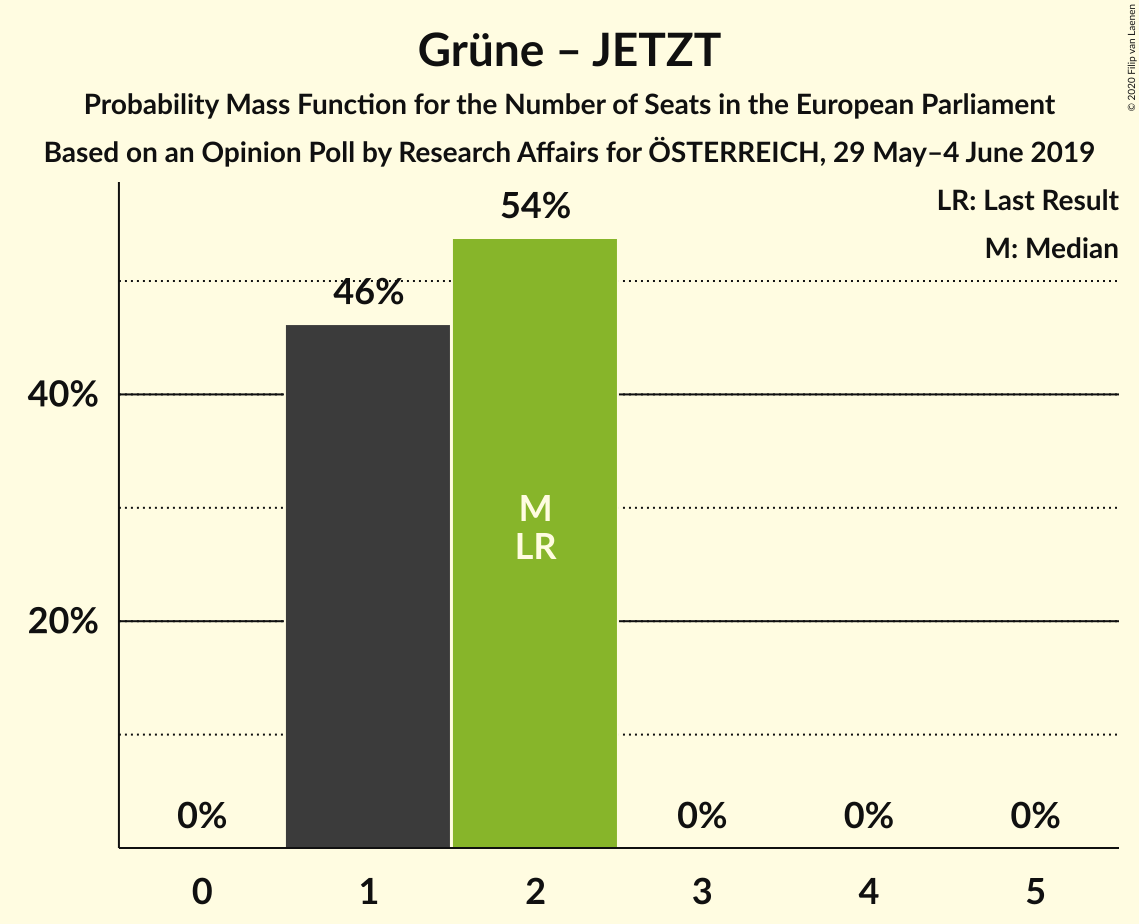 Grüne – JETZT
Probability Mass Function for the Number of Seats in the European Parliament
Based on an Opinion Poll by Research Affairs for ÖSTERREICH, 29 May–4 June 2019
© 2020 Filip van Laenen
LR: Last Result
M: Median
54%
46%
40%
20%
M
LR
0%
0%
0%
0%
0
1
2
3
4
5